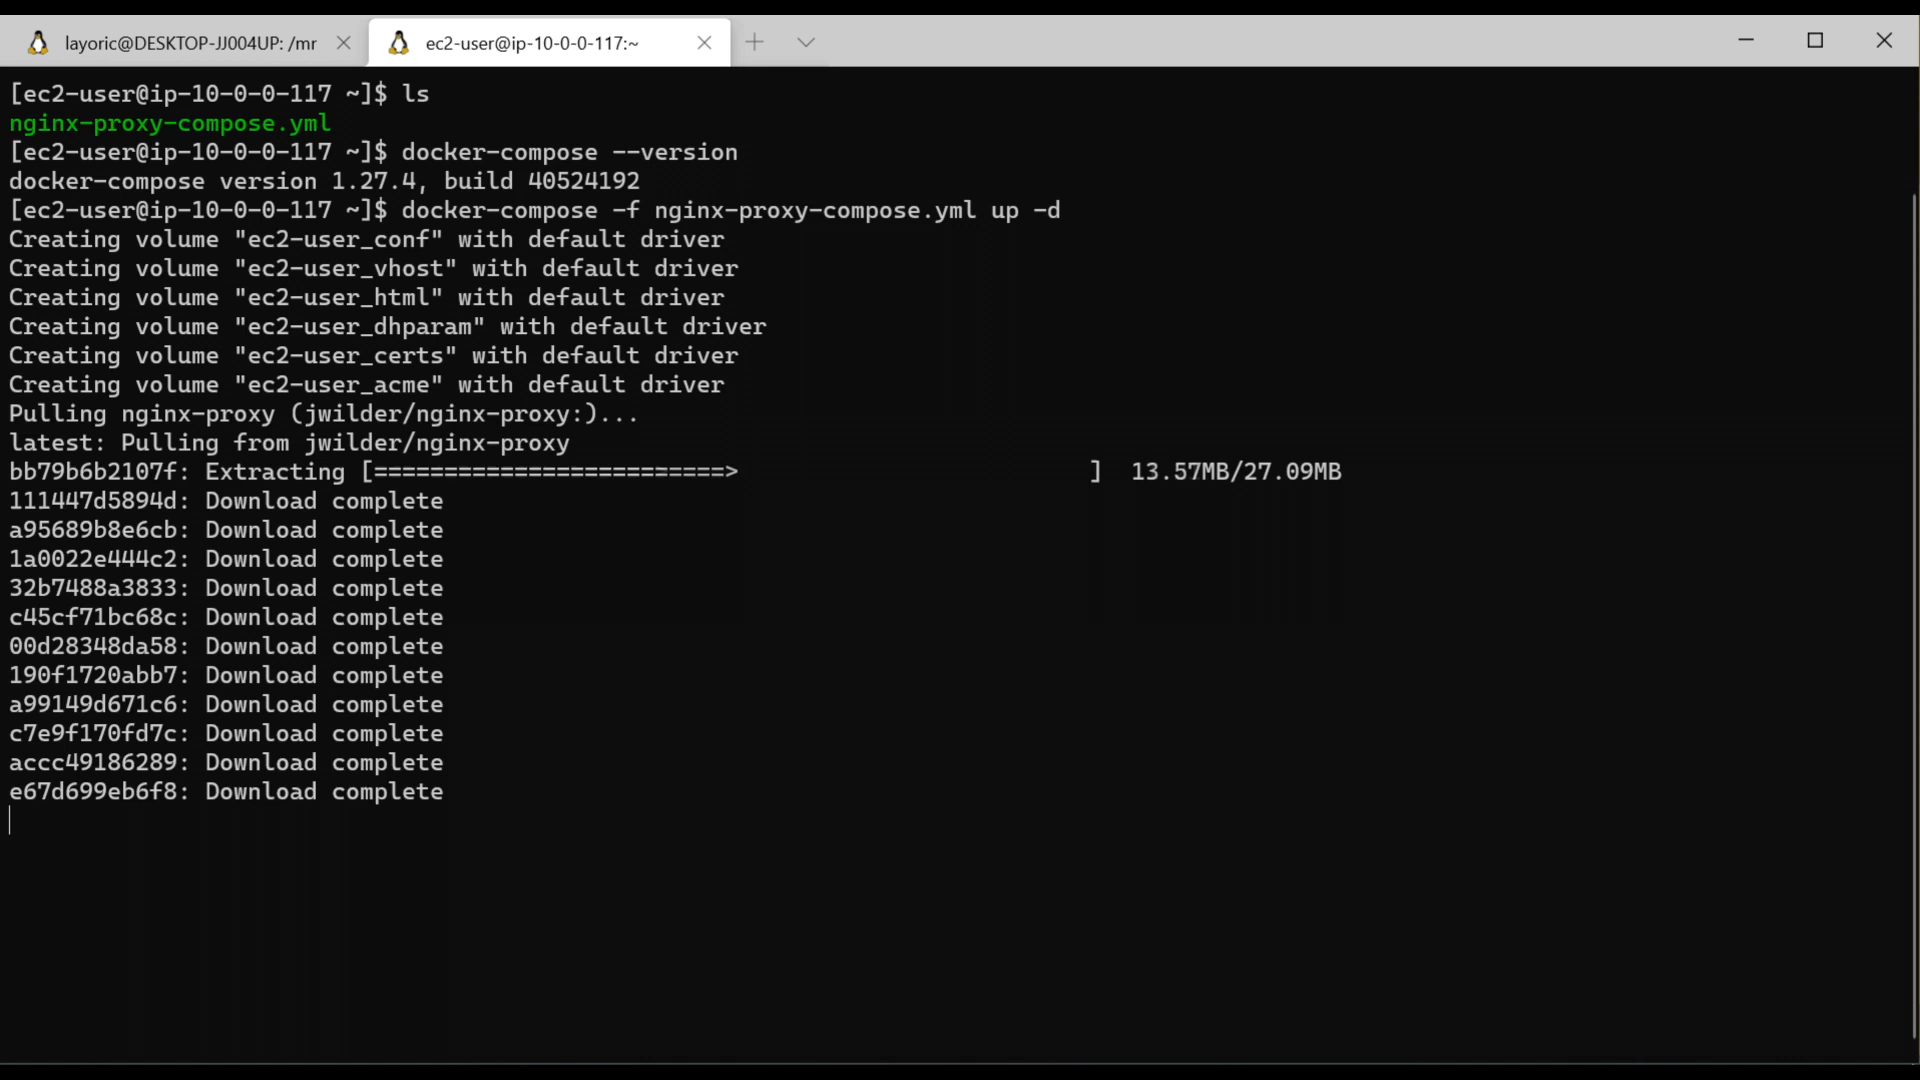 layoric@DESKTOP-JJ004UP: /mr
ec2-user@ip-10-0-0-117:~
[ec2-user@ip-10-0-0-117 ~]$ ls
nginx-proxy-compose.yml
[ec2-user@ip-10-0-0-117 ~]$ docker-compose --version
docker-compose version 1.27.4, build 40524192
[ec2-user@ip-10-0-0-117 ~]$ docker-compose -f nginx-proxy-compose.yml up -d
Creating volume "ec2-user_conf" with default driver
Creating volume "ec2-user_vhost" with default driver
Creating volume "ec2-user_html" with default driver
Creating volume "ec2-user_dhparam" with default driver
Creating volume "ec2-user_certs" with default driver
Creating volume "ec2-user_acme" with default driver
Pulling nginx-proxy (jwilder/nginx-proxy:)...
latest: Pulling from jwilder/nginx-proxy
bb79b6b2107f: Extracting [=========================>                         ]  13.57MB/27.09MB
111447d5894d: Download complete
a95689b8e6cb: Download complete
1a0022e444c2: Download complete
32b7488a3833: Download complete
c45cf71bc68c: Download complete
00d28348da58: Download complete
190f1720abb7: Download complete
a99149d671c6: Download complete
c7e9f170fd7c: Download complete
accc49186289: Download complete
e67d699eb6f8: Download complete